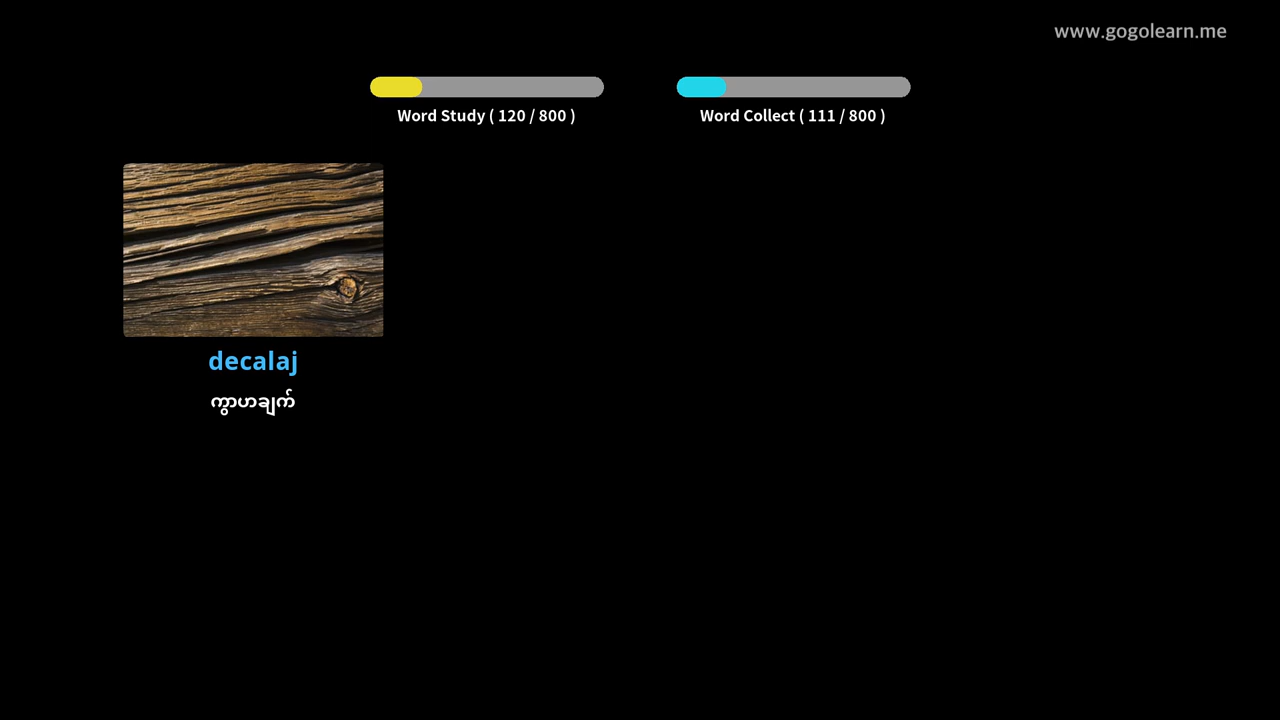 www.gogolearn.me
Word Study ( 120 / 800 )
Word Collect ( 111 / 800 )
decalaj
ကွာဟချက်